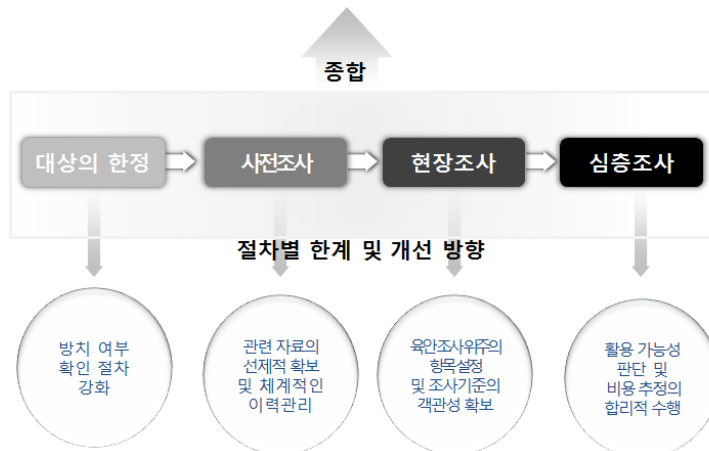 종합
대상의 한정
사전조사
현장조사
심층조사
절차별 한계 및 개선 방향
방치 여부
확인 절차
강화
관련 자료의
선제적 확보
및 체계적인
이력관리
육안조사위주의
항목설정
및 조사기준의
객관성 확보
활용 가능성
판단 및
비용 추정의
합리적 수행